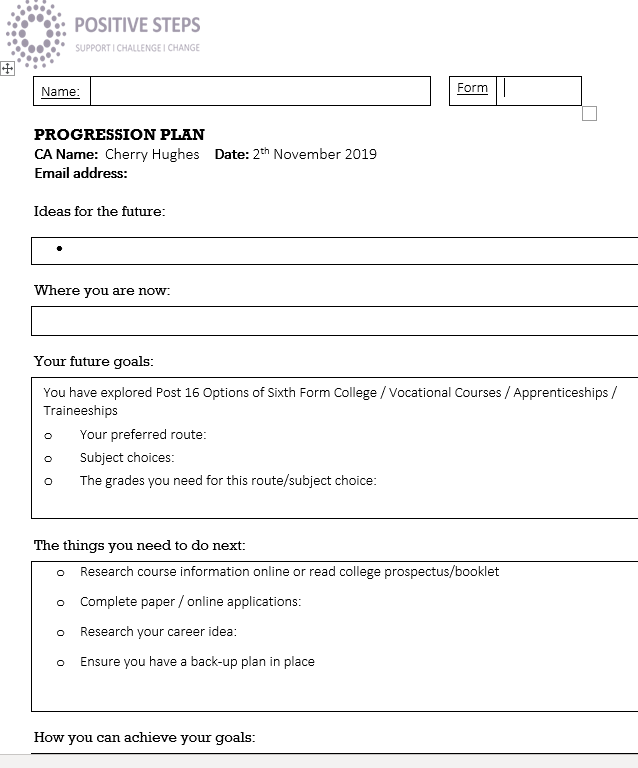 POSITIVE STEPS
SUPPORT | CHALLENGE | CHANGE
Name:
Form
PROGRESSION PLAN
CA Name: Cherry Hughes Date: 2th November 2019
Email address:
Ideas for the future:
•
Where you are now:
Your future goals:
You have explored Post 16 Options of Sixth Form College / Vocational Courses / Apprenticeships /
Traineeships
o Your preferred route:
o Subject choices:
o The grades you need for this route/subject choice:
The things you need to do next:
o Research course information online or read college prospectus/booklet
o Complete paper / online applications:
o Research your career idea:
o Ensure you have a back-up plan in place
How you can achieve your goals: